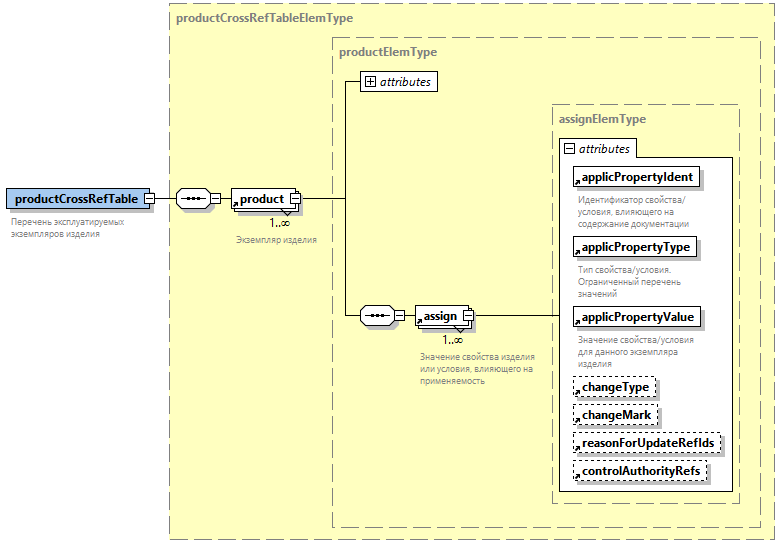 productCrossRefTableElemType
productElemType
attributes
assignElemType
attributes
productCrossRefTable
Перечень эксплуатируемых
экземпляров изделия
product
1..∞
Экземпляр изделия
applicPropertyIdent
Идентификатор свойства/
условия, влияющего на
содержание документации
applicPropertyType
Тип свойства/условия.
Ограниченный перечень
значений
assign
1..∞
Значение свойства изделия
или условия, влияющего на
применяемость
applicPropertyValue
Значение свойства/условия
для данного экземпляра
изделия
changeType
changeMark
reasonForUpdateRefIds
controlAuthorityRefs